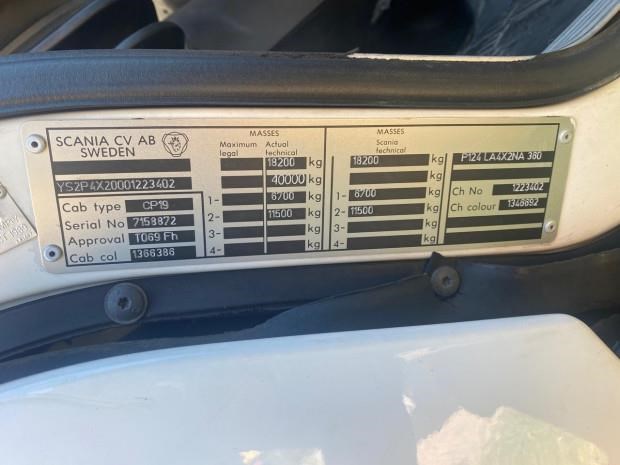 SCANIA CV AB
SWEDEN
YS2P4X20001223402
Cab type CP19
Serial No 7158872
Approval T069 Fh
Cab col 1366386
MASSES
Maximum legal Actual technical
18200 kg
40000 kg
1- 6700 kg
2- 11500 kg
3- kg
4- kg
MASSES
Scania technical
18200 kg
kg
1- 6700 kg
2- 11500 kg
3- kg
4- kg
P124 LA4X2NA 360
Ch No 1223402
Ch colour 1346692